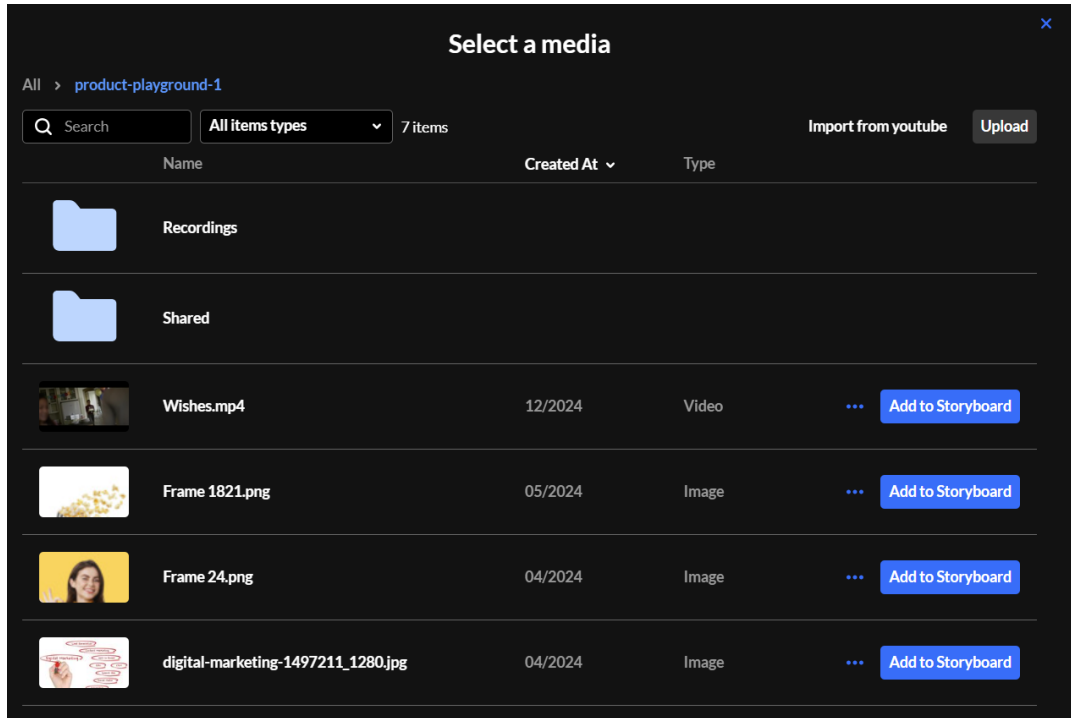 Select a media
All > product-playground-1
Search
All items types
7 items
Import from youtube
Upload
Name Created At Type
Recordings
Shared
Wishes.mp4 12/2024 Video ••• Add to Storyboard
Frame 1821.png 05/2024 Image ••• Add to Storyboard
Frame 24.png 04/2024 Image ••• Add to Storyboard
digital-marketing-1497211_1280.jpg 04/2024 Image ••• Add to Storyboard